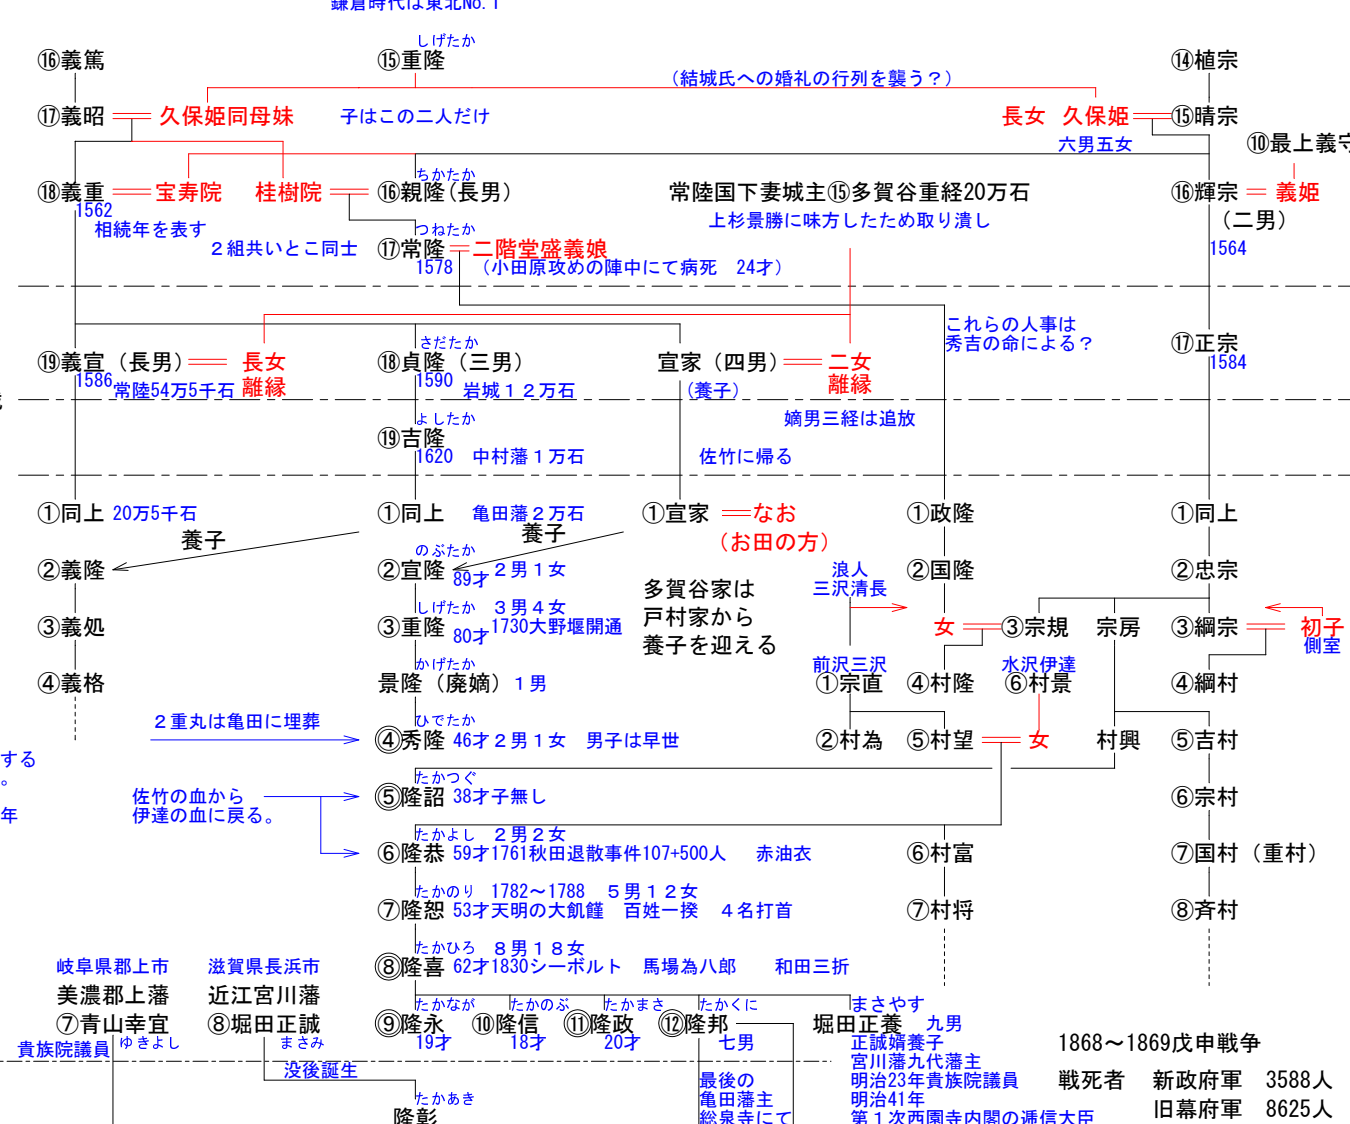 鎌倉時代は東北No.1
しげたか
⑯義篤
⑮重隆
⑭植宗
（結城氏への婚礼の行列を襲う？）
⑰義昭
久保姫同母妹
子はこの二人だけ
長女 久保姫
⑮晴宗
六男五女
⑩最上義守
ちかたか
⑱義重
宝寿院
桂樹院
⑯親隆（長男）
常陸国下妻城主⑮多賀谷重経20万石
⑯輝宗
義姫
1562
相続年を表す
上杉景勝に味方したため取り潰し
（二男）
つねたか
２組共いとこ同士
⑰常隆
二階堂盛義娘
1564
1578
（小田原攻めの陣中にて病死 24才）
これらの人事は
秀吉の命による？
さだたか
⑲義宣（長男）
長女
離縁
⑱貞隆（三男）
宣家（四男）
二女
離縁
⑰正宗
1586
常陸54万5千石
1590
岩城１２万石
（養子）
1584
よしたか
嫡男三経は追放
⑲吉隆
1620
中村藩１万石
佐竹に帰る
①同上
20万5千石
①同上
亀田藩２万石
①宣家
なお
（お田の方）
①政隆
①同上
養子
養子
のぶたか
②義隆
②宣隆
89才
２男１女
多賀谷家は
戸村家から
養子を迎える
浪人
三沢清長
②国隆
②忠宗
しげたか
３男４女
③義処
③重隆
80才
1730大野堰開通
女
③宗規
宗房
③綱宗
初子
側室
かげたか
④義格
景隆（廃嫡）
１男
前沢三沢
①宗直
④村隆
水沢伊達
⑥村景
④綱村
２重丸は亀田に埋葬
ひでたか
④秀隆
46才２男１女 男子は早世
②村為
⑤村望
女
村興
⑤吉村
する
。
年
佐竹の血から
伊達の血に戻る。
たかつぐ
⑤隆詔
38才子無し
⑥宗村
たかよし
２男２女
⑥隆恭
59才1761秋田退散事件107+500人 赤油衣
⑥村富
⑦国村（重村）
たかのり
1782～1788 ５男１２女
⑦隆恕
53才天明の大飢饉 百姓一揆 ４名打首
⑦村将
⑧斉村
たかひろ
８男１８女
⑧隆喜
62才1830シーボルト 馬場為八郎 和田三折
岐阜県郡上市
美濃郡上藩
⑦青山幸宜
ゆきよし
貴族院議員
滋賀県長浜市
近江宮川藩
⑧堀田正誠
まさみ
没後誕生
たかなが
⑨隆永
19才
たかのぶ
⑩隆信
18才
たかまさ
⑪隆政
20才
たかくに
⑫隆邦
七男
最後の
亀田藩主
総泉寺にて
まさやす
堀田正養
九男
正誠婿養子
宮川藩九代藩主
明治23年貴族院議員
明治41年
第１次西園寺内閣の逓信大臣
たかあき
隆彰
1868～1869戊申戦争
戦死者 新政府軍 3588人
旧幕府軍 8625人